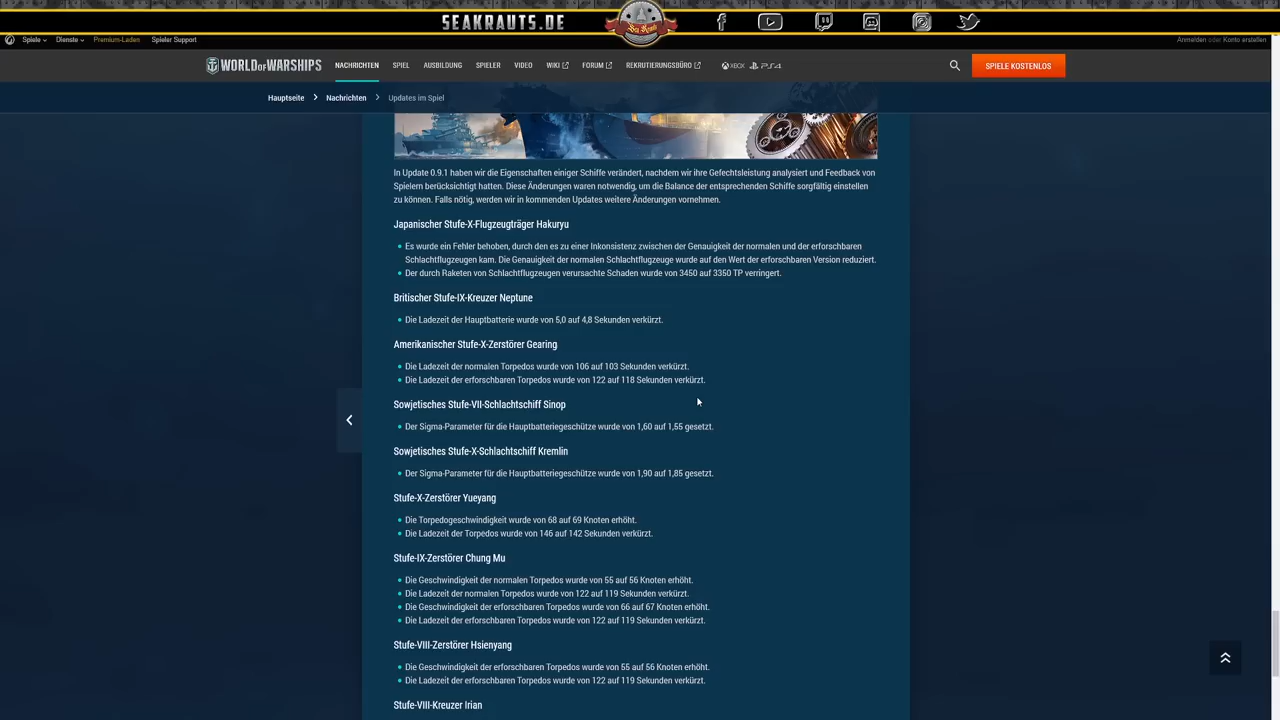 SEAKRAUTS.DE
Spiele Dienste Premium-Laden Spieler Support
Anmelden oder Konto erstellen
WORLD OF WARSHIPS NACHRICHTEN SPIEL AUSBILDUNG SPIELER VIDEO WIKI FORUM REKRUTIERUNGSBÜRO XBOX PS4 SPIELE KOSTENLOS
Hauptseite Nachrichten Updates im Spiel
In Update 0.9.1 haben wir die Eigenschaften einiger Schiffe verändert, nachdem wir ihre Gefechtsleistung analysiert und Feedback von
Spielern berücksichtigt hatten. Diese Änderungen waren notwendig, um die Balance der entsprechenden Schiffe sorgfältig einstellen
zu können. Falls nötig, werden wir in kommenden Updates weitere Änderungen vornehmen.
Japanischer Stufe-X-Flugzeugträger Hakuryu
Es wurde ein Fehler behoben, durch den es zu einer Inkonsistenz zwischen der Genauigkeit der normalen und der erforschbaren
Schlachtflugzeugen kam. Die Genauigkeit der normalen Schlachtflugzeuge wurde auf den Wert der erforschbaren Version reduziert.
Der durch Raketen von Schlachtflugzeugen verursachte Schaden wurde von 3450 auf 3350 TP verringert.
Britischer Stufe-IX-Kreuzer Neptune
Die Ladezeit der Hauptbatterie wurde von 5,0 auf 4,8 Sekunden verkürzt.
Amerikanischer Stufe-X-Zerstörer Gearing
Die Ladezeit der normalen Torpedos wurde von 106 auf 103 Sekunden verkürzt.
Die Ladezeit der erforschbaren Torpedos wurde von 122 auf 118 Sekunden verkürzt.
Sowjetisches Stufe-VII-Schlachtschiff Sinop
Der Sigma-Parameter für die Hauptbatteriegeschütze wurde von 1,60 auf 1,55 gesetzt.
Sowjetisches Stufe-X-Schlachtschiff Kremlin
Der Sigma-Parameter für die Hauptbatteriegeschütze wurde von 1,90 auf 1,85 gesetzt.
Stufe-X-Zerstörer Yueyang
Die Torpedogeschwindigkeit wurde von 68 auf 69 Knoten erhöht.
Die Ladezeit der Torpedos wurde von 146 auf 142 Sekunden verkürzt.
Stufe-IX-Zerstörer Chung Mu
Die Geschwindigkeit der normalen Torpedos wurde von 55 auf 56 Knoten erhöht.
Die Ladezeit der normalen Torpedos wurde von 122 auf 119 Sekunden verkürzt.
Die Geschwindigkeit der erforschbaren Torpedos wurde von 66 auf 67 Knoten erhöht.
Die Ladezeit der erforschbaren Torpedos wurde von 122 auf 119 Sekunden verkürzt.
Stufe-VIII-Zerstörer Hsienyang
Die Geschwindigkeit der erforschbaren Torpedos wurde von 55 auf 56 Knoten erhöht.
Die Ladezeit der erforschbaren Torpedos wurde von 122 auf 119 Sekunden verkürzt.
Stufe-VIII-Kreuzer Irian